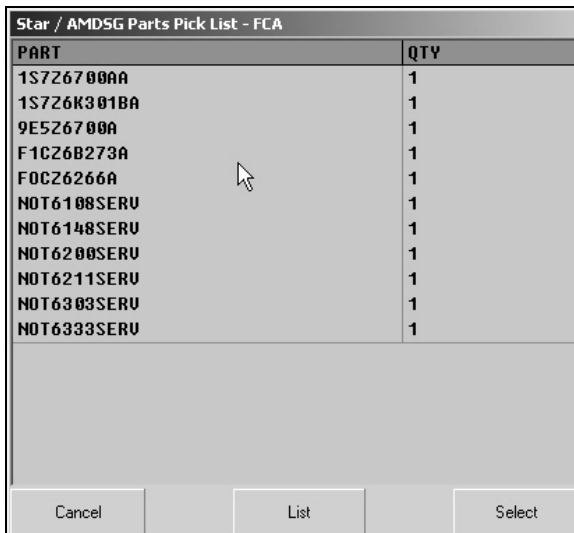 Star / AMDSG Parts Pick List - FCA
PART QTY
1S7Z6700AA 1
1S7Z6K301BA 1
9E5Z6700A 1
F1CZ6B273A 1
F0CZ6266A 1
NOT6108SERV 1
NOT6148SERV 1
NOT6200SERV 1
NOT6211SERV 1
NOT6303SERV 1
NOT6333SERV 1
Cancel List Select